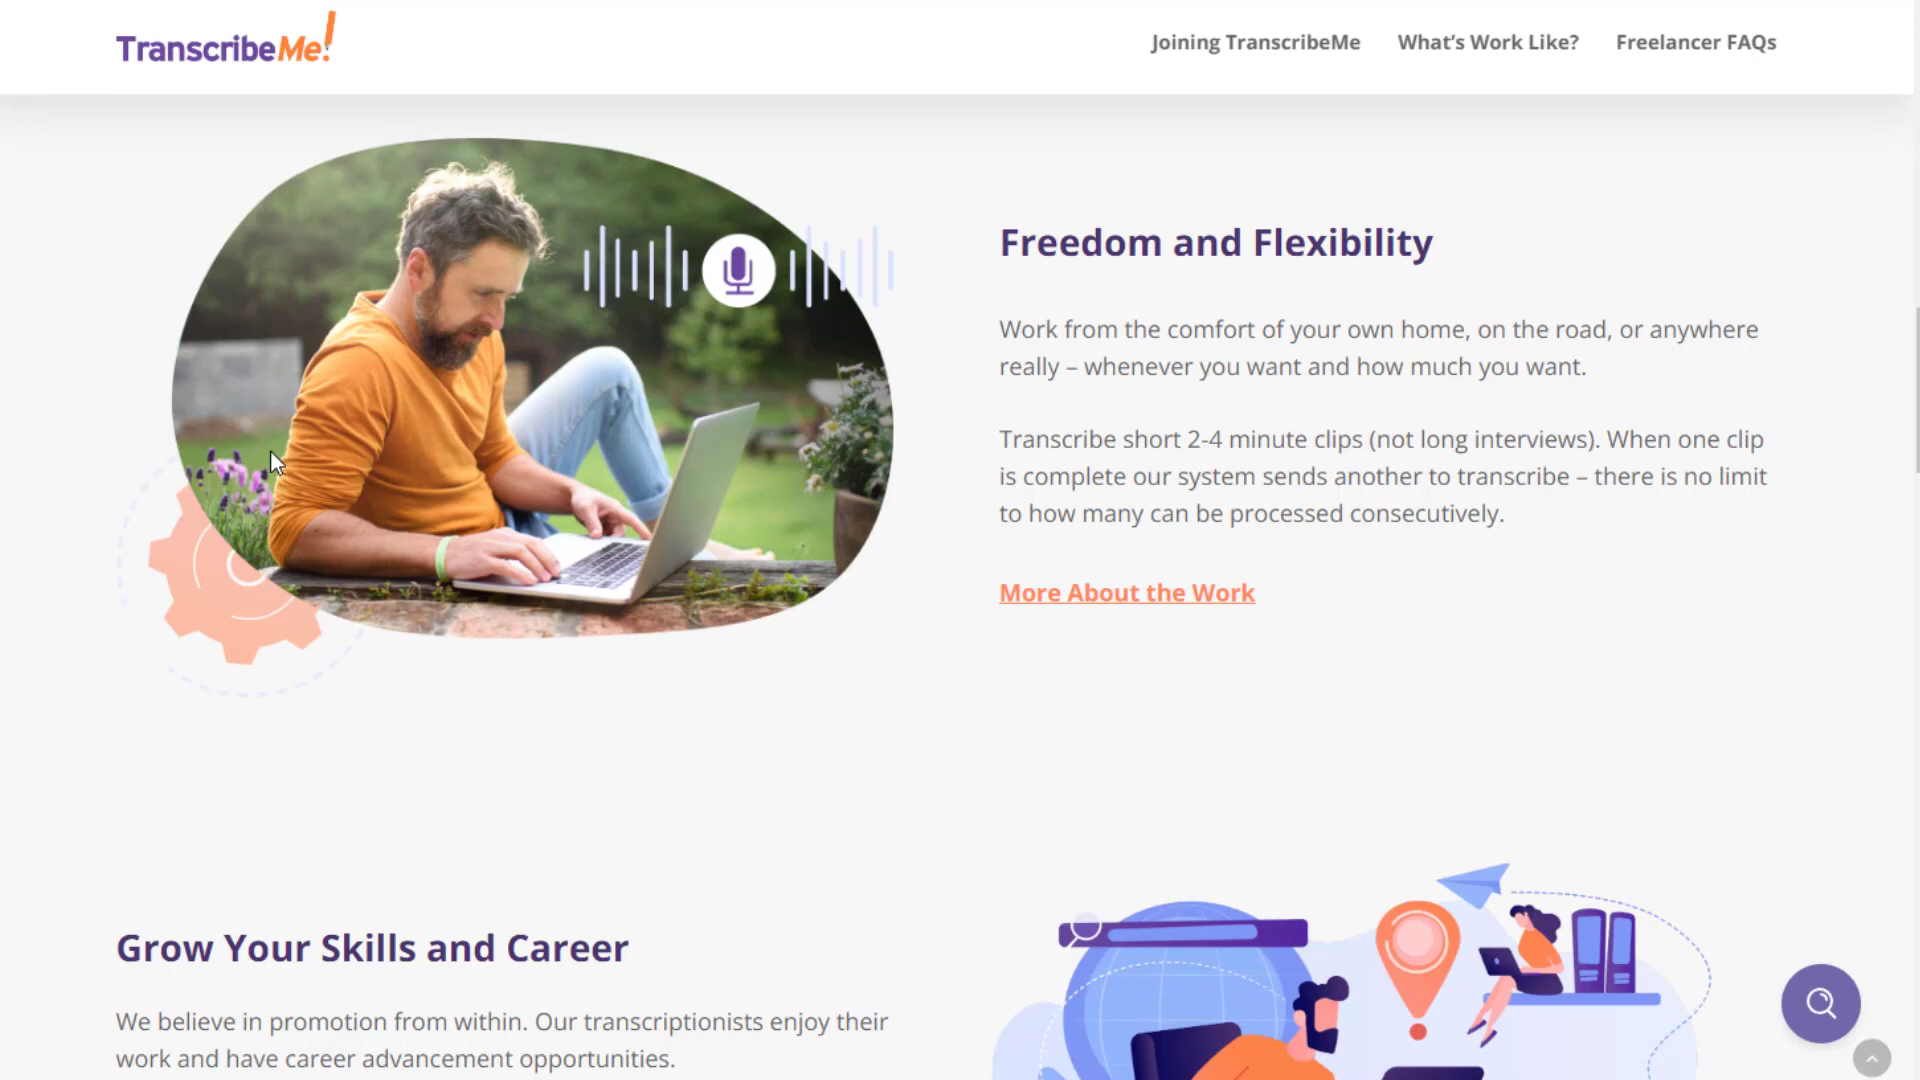 TranscribeMe!
Joining TranscribeMe
What's Work Like?
Freelancer FAQs
Freedom and Flexibility
Work from the comfort of your own home, on the road, or anywhere
really – whenever you want and how much you want.
Transcribe short 2-4 minute clips (not long interviews). When one clip
is complete our system sends another to transcribe – there is no limit
to how many can be processed consecutively.
More About the Work
Grow Your Skills and Career
We believe in promotion from within. Our transcriptionists enjoy their
work and have career advancement opportunities.